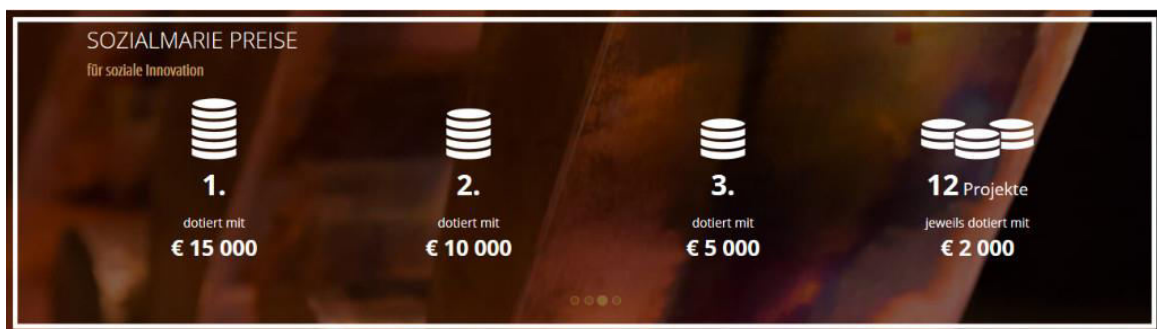 SOZIALMARIE PREISE
für soziale Innovation
1.
dotiert mit
€ 15 000
2.
dotiert mit
€ 10 000
3.
dotiert mit
€ 5 000
12 Projekte
jeweils dotiert mit
€ 2 000